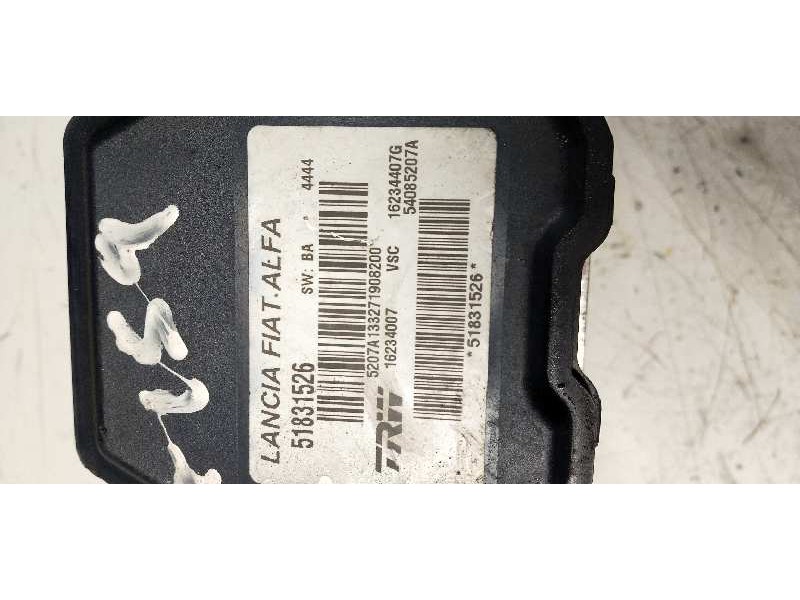 LANCIA FIAT.ALFA
51831526 SW: BA * 4444
5207A133271908200
16234007 VSC 16234407G
54085207A
TRW
*51831526*